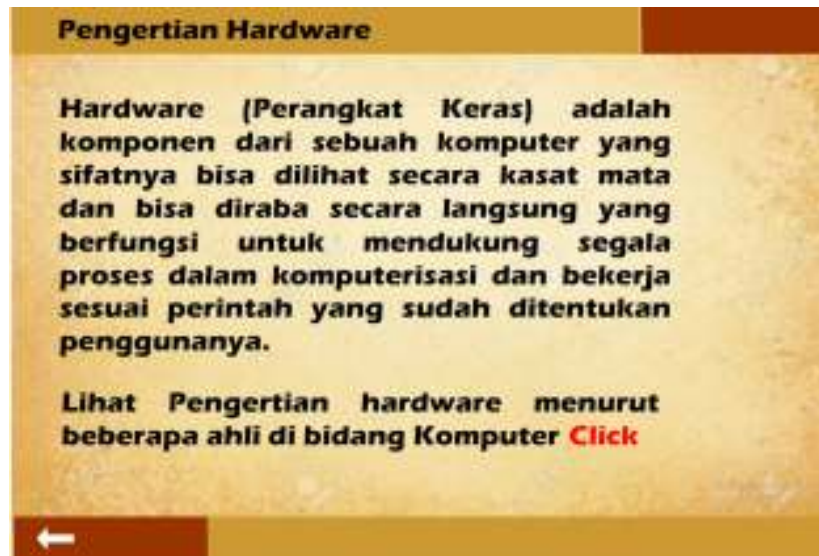 Pengertian Hardware
Hardware (Perangkat Keras) adalah
komponen dari sebuah komputer yang
sifatnya bisa dilihat secara kasat mata
dan bisa diraba secara langsung yang
berfungsi untuk mendukung segala
proses dalam komputerisasi dan bekerja
sesuai perintah yang sudah ditentukan
penggunanya.
Lihat Pengertian hardware menurut
beberapa ahli di bidang Komputer Click